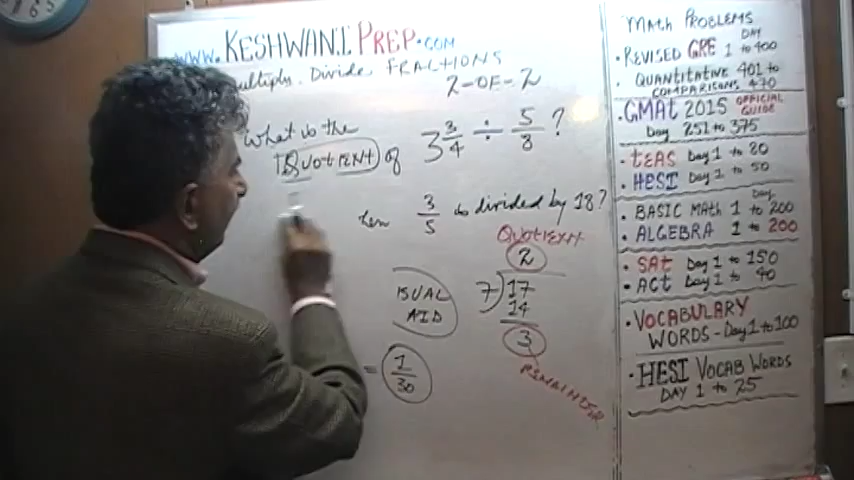 WWW.KESHWANI PREP.COM
Multiply. Divide FRACTIONS
2-OF-2
What is the
QUOTIENT of 3 3/4 ÷ 5/8 ?
3/5 is divided by 18?
QUOTIENT
2
7 17
14
3
REMAINDER
ISUAL
AID
= 1/30
MATH PROBLEMS
• REVISED GRE DAY 1 to 400
• QUANTITATIVE 401 to
COMPARISONS 470
• GMAT 2015 OFFICIAL GUIDE
Day 251 to 375
• TEAS Day 1 to 80
• HESI Day 1 to 50
• BASIC MATH Day 1 to 200
• ALGEBRA 1 to 200
• SAT Day 1 to 150
• ACT Day 1 to 40
• VOCABULARY
WORDS - Day 1 to 100
• HESI VOCAB WORDS
DAY 1 to 25